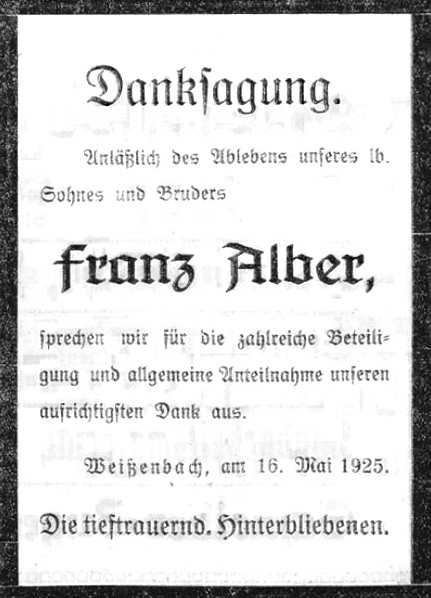 Danksagung.
Anläßlich des Ablebens unseres lb.
Sohnes und Bruders
Franz Alber,
sprechen wir für die zahlreiche Beteili-
gung und allgemeine Anteilnahme unseren
aufrichtigsten Dank aus.
Weißenbach, am 16. Mai 1925.
Die tieftrauernd. Hinterbliebenen.